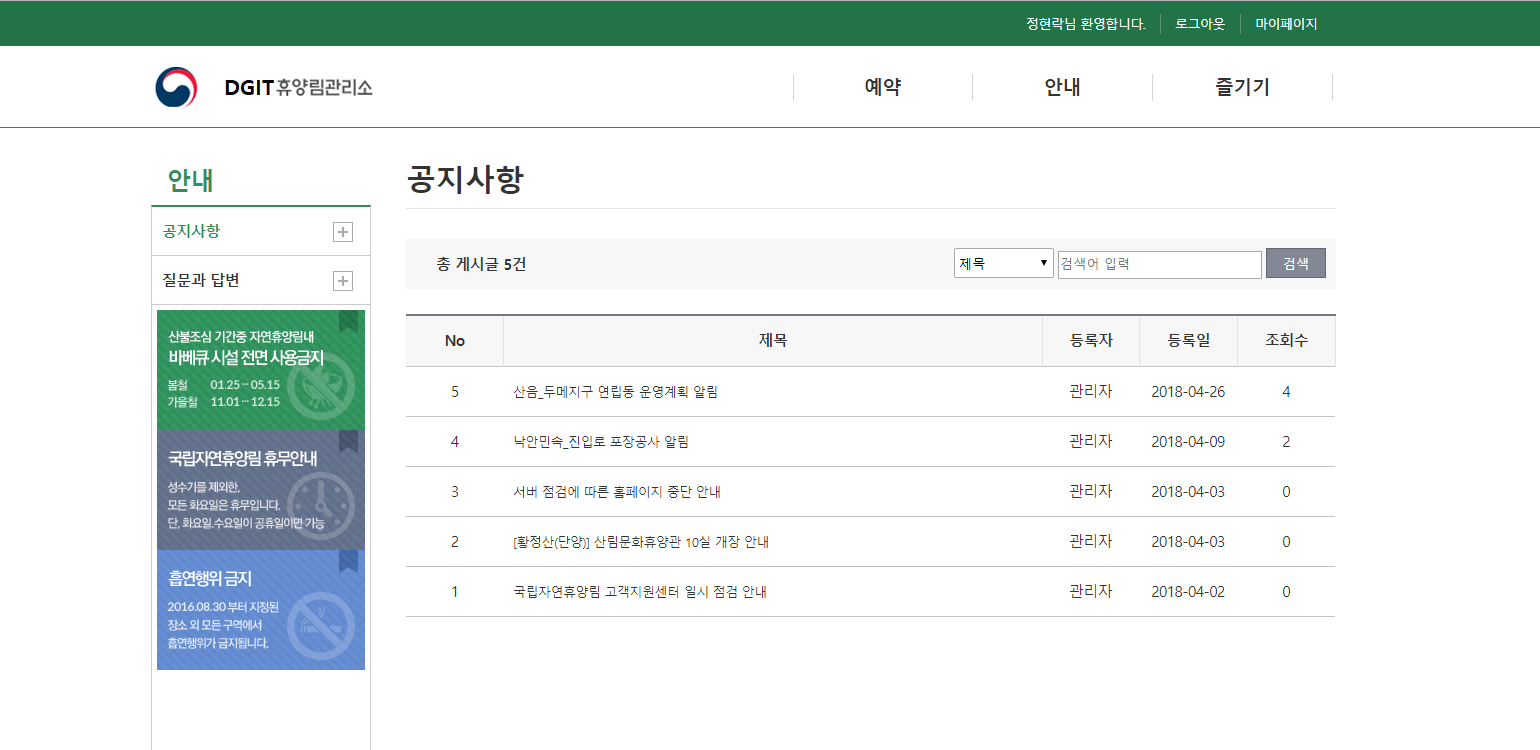 정현락님 환영합니다. 로그아웃 마이페이지
DGIT휴양림관리소
예약 안내 즐기기
안내
공지사항
질문과 답변
산불조심 기간중 자연휴양림내
바베큐 시설 전면 사용금지
봄철 01.25 ··· 05.15
가을철 11.01 ··· 12.15
국립자연휴양림 휴무안내
성수기를 제외한,
모든 화요일은 휴무입니다.
단, 화요일.수요일이 공휴일이면 가능
흡연행위 금지
2016.08.30 부터 지정된
장소 외 모든 구역에서
흡연행위가 금지됩니다.
공지사항
총 게시글 5건 제목 검색어 입력 검색
No 제목 등록자 등록일 조회수
5 산음_두메지구 연립동 운영계획 알림 관리자 2018-04-26 4
4 낙안민속_진입로 포장공사 알림 관리자 2018-04-09 2
3 서버 점검에 따른 홈페이지 중단 안내 관리자 2018-04-03 0
2 [황정산(단양)] 산림문화휴양관 10실 개장 안내 관리자 2018-04-03 0
1 국립자연휴양림 고객지원센터 일시 점검 안내 관리자 2018-04-02 0